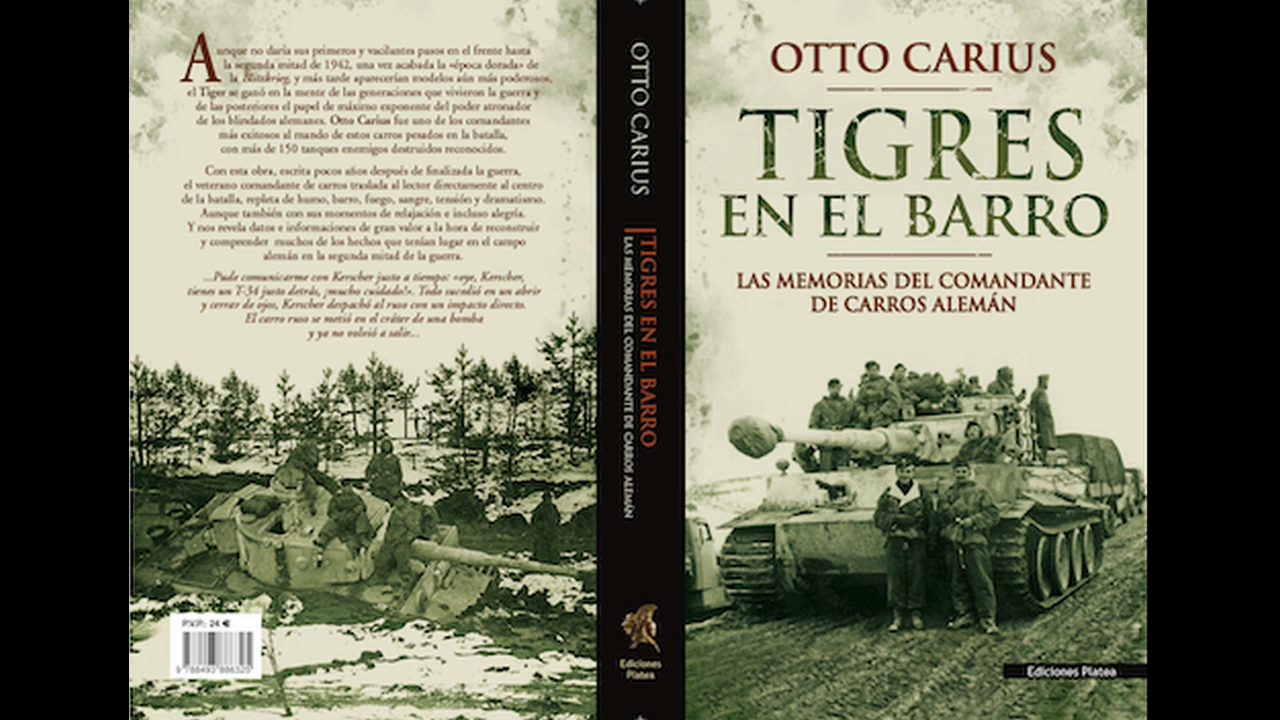 Aunque no daría sus primeros y vacilantes pasos en el frente hasta
la segunda mitad de 1942, una vez acabada la «época dorada» de
la Blitzkrieg, y más tarde aparecerían modelos aún más poderosos,
el Tiger se ganó en la mente de las generaciones que vivieron la guerra y
de las posteriores el papel de máximo exponente del poder atronador
de los blindados alemanes. Otto Carius fue uno de los comandantes
más exitosos al mando de estos carros pesados en la batalla,
con más de 150 tanques enemigos destruidos reconocidos.
Con esta obra, escrita pocos años después de finalizada la guerra,
el veterano comandante de carros traslada al lector directamente al centro
de la batalla, repleta de humo, barro, fuego, sangre, tensión y dramatismo.
Aunque también con sus momentos de relajación e incluso alegría.
Y nos revela datos e informaciones de gran valor a la hora de reconstruir
y comprender muchos de los hechos que tenían lugar en el campo
alemán en la segunda mitad de la guerra.
...Pude comunicarme con Kerscher justo a tiempo: «oye, Kerscher,
tienes un T-34 justo detrás, ¡mucho cuidado!». Todo sucedió en un abrir
y cerrar de ojos, Kerscher despachó al ruso con un impacto directo.
El carro ruso se metió en el cráter de una bomba
y ya no volvió a salir...
P.V.P.: 24 €
OTTO CARIUS
TIGRES EN EL BARRO
LAS MEMORIAS DEL COMANDANTE DE CARROS ALEMÁN
Ediciones
Platea
OTTO CARIUS
TIGRES
EN EL BARRO
LAS MEMORIAS DEL COMANDANTE
DE CARROS ALEMÁN
Ediciones Platea